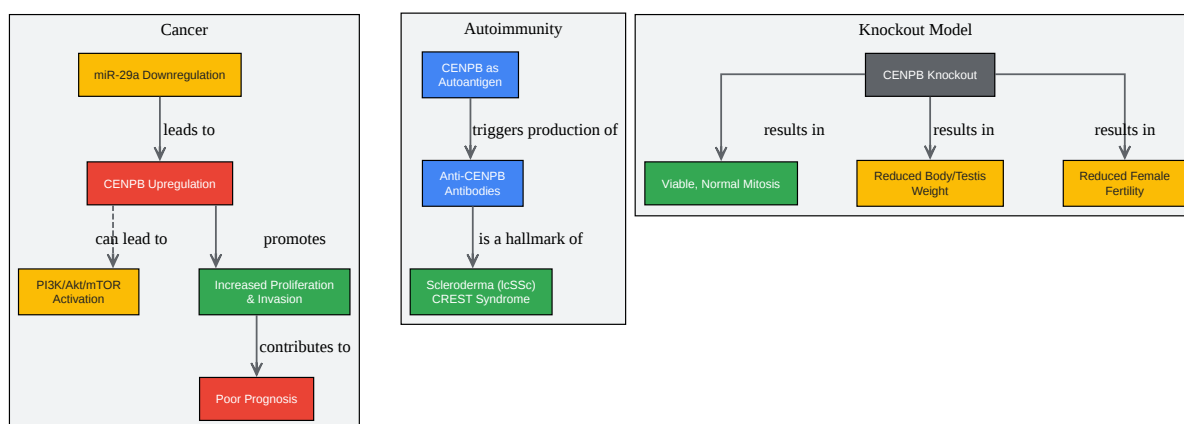 Cancer
miR-29a Downregulation
leads to
CENPB Upregulation
can lead to
promotes
PI3K/Akt/mTOR
Activation
Increased Proliferation
& Invasion
contributes to
Poor Prognosis
Autoimmunity
CENPB as
Autoantigen
triggers production of
Anti-CENPB
Antibodies
is a hallmark of
Scleroderma (lcSSc)
CREST Syndrome
Knockout Model
CENPB Knockout
results in
results in
results in
Viable, Normal Mitosis
Reduced Body/Testis
Weight
Reduced Female
Fertility